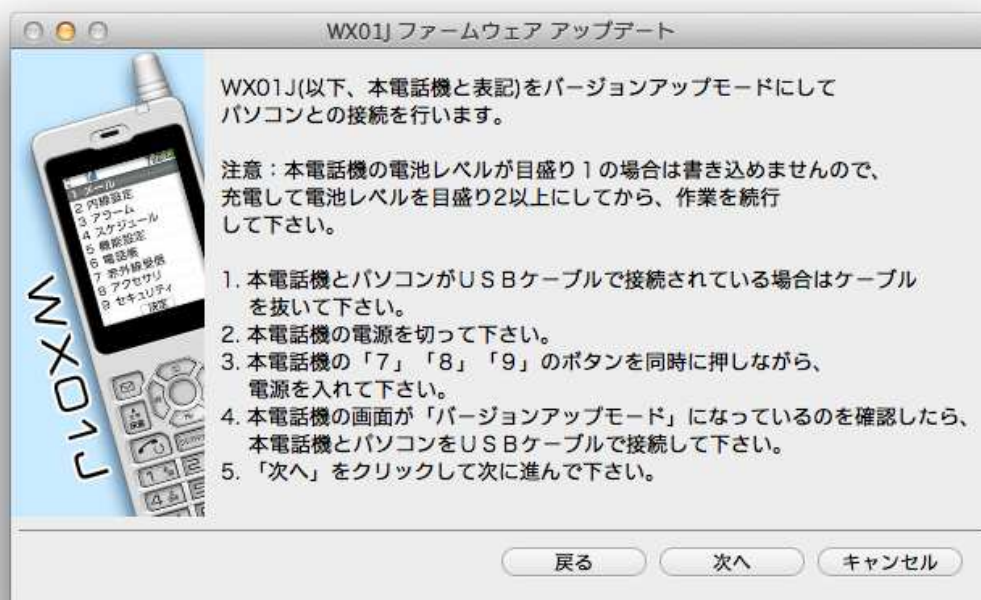 WX01J ファームウェア アップデート
WX01J(以下、本電話機と表記)をバージョンアップモードにして
パソコンとの接続を行います。
注意：本電話機の電池レベルが目盛り１の場合は書き込めませんので、
充電して電池レベルを目盛り2以上にしてから、作業を続行
して下さい。
1. 本電話機とパソコンがＵＳＢケーブルで接続されている場合はケーブル
を抜いて下さい。
2. 本電話機の電源を切って下さい。
3. 本電話機の「7」「8」「9」のボタンを同時に押しながら、
電源を入れて下さい。
4. 本電話機の画面が「バージョンアップモード」になっているのを確認したら、
本電話機とパソコンをＵＳＢケーブルで接続して下さい。
5. 「次へ」をクリックして次に進んで下さい。
1 メール
2 内線設定
3 アラーム
4 スケジュール
5 機能設定
6 電話帳
7 赤外線受信
8 アクセサリ
9 セキュリティ
決定
WX01J
戻る
次へ
キャンセル